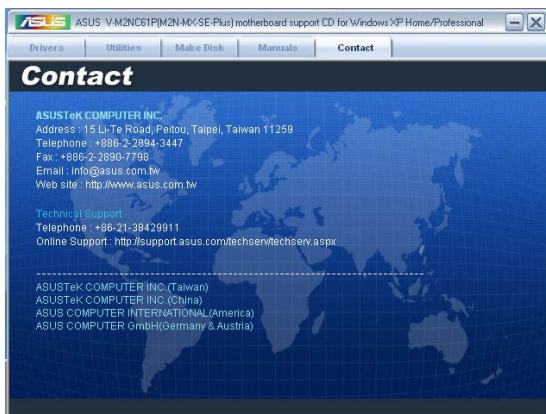 ASUS ASUS V-M2NC61P(M2N-MX-SE-Plus) motherboard support CD for Windows XP Home/Professional
Drivers Utilities Make Disk Manuals Contact
Contact
ASUSTeK COMPUTER INC.
Address : 15 Li-Te Road, Peitou, Taipei, Taiwan 11259
Telephone : +886-2-2894-3447
Fax : +886-2-2890-7798
Email : info@asus.com.tw
Web site : http://www.asus.com.tw
Technical Support
Telephone : +86-21-38429911
Online Support : http://support.asus.com/techserv/techserv.aspx
ASUSTeK COMPUTER INC.(Taiwan)
ASUSTeK COMPUTER INC.(China)
ASUS COMPUTER INTERNATIONAL(America)
ASUS COMPUTER GmbH(Germany & Austria)